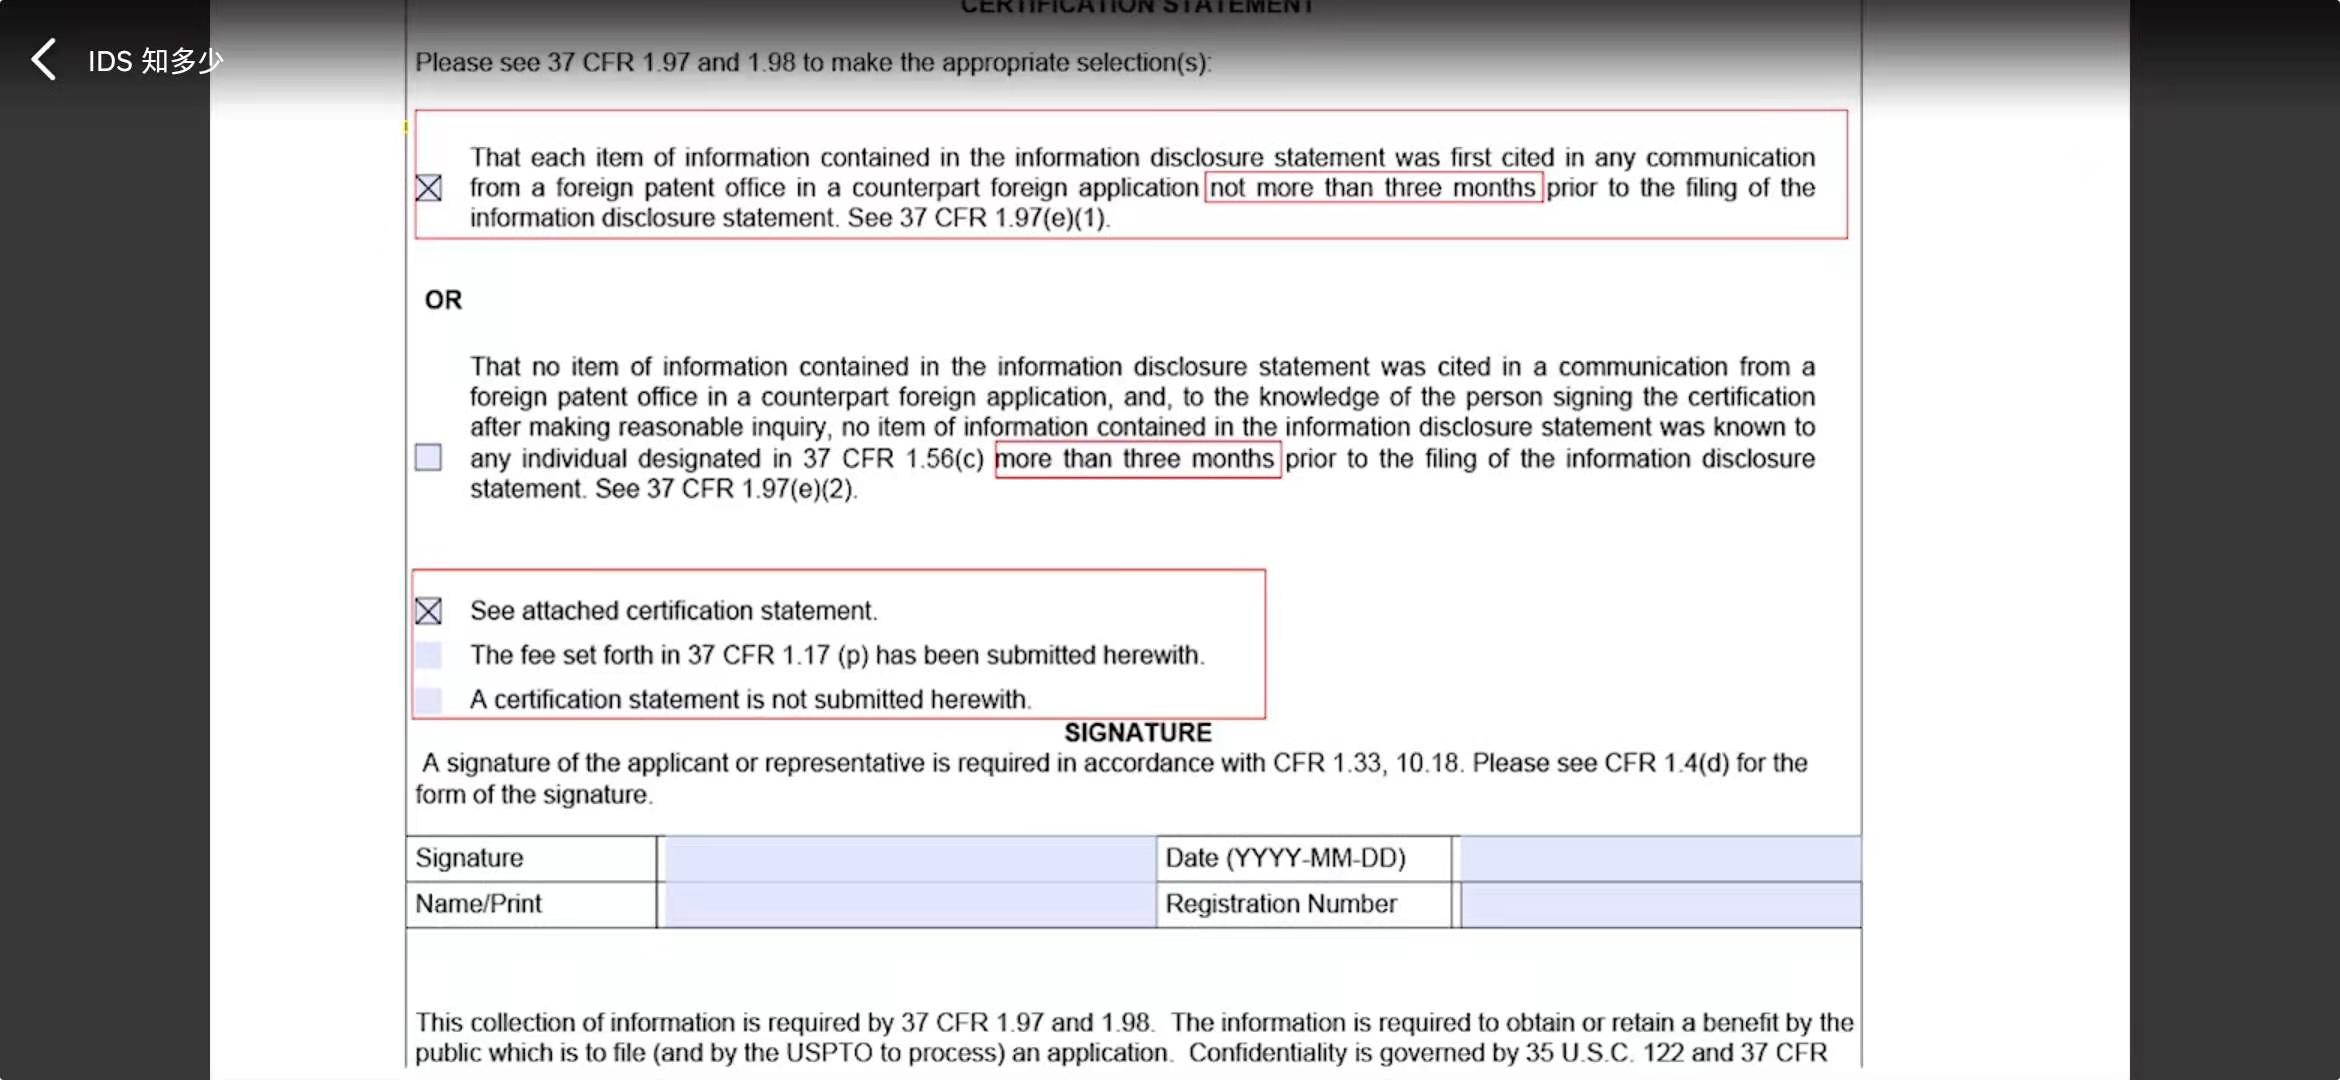 CERTIFICATION STATEMENT
IDS 知多少
Please see 37 CFR 1.97 and 1.98 to make the appropriate selection(s):
That each item of information contained in the information disclosure statement was first cited in any communication
from a foreign patent office in a counterpart foreign application not more than three months prior to the filing of the
information disclosure statement. See 37 CFR 1.97(e)(1).
OR
That no item of information contained in the information disclosure statement was cited in a communication from a
foreign patent office in a counterpart foreign application, and, to the knowledge of the person signing the certification
after making reasonable inquiry, no item of information contained in the information disclosure statement was known to
any individual designated in 37 CFR 1.56(c) more than three months prior to the filing of the information disclosure
statement. See 37 CFR 1.97(e)(2).
See attached certification statement.
The fee set forth in 37 CFR 1.17 (p) has been submitted herewith.
A certification statement is not submitted herewith.
SIGNATURE
A signature of the applicant or representative is required in accordance with CFR 1.33, 10.18. Please see CFR 1.4(d) for the
form of the signature.
Signature
Date (YYYY-MM-DD)
Name/Print
Registration Number
This collection of information is required by 37 CFR 1.97 and 1.98. The information is required to obtain or retain a benefit by the
public which is to file (and by the USPTO to process) an application. Confidentiality is governed by 35 U.S.C. 122 and 37 CFR